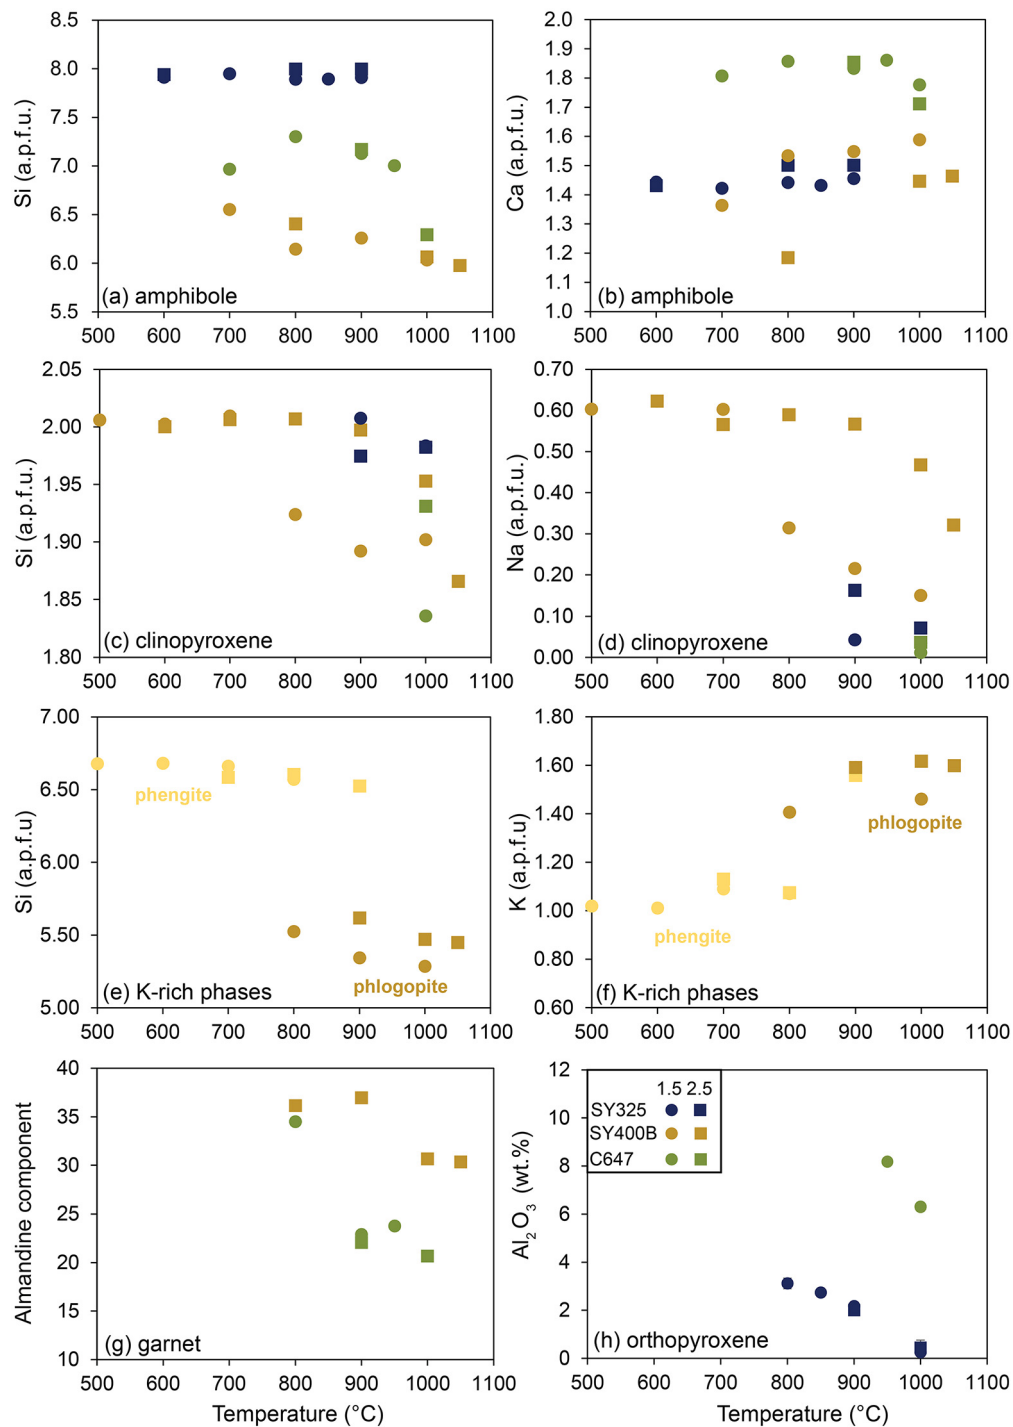 8.5
8.0
7.5
7.0
6.5
6.0
5.5
Si (a.p.f.u.)
(a) amphibole
500 600 700 800 900 1000 1100
2.0
1.9
1.8
1.7
1.6
1.5
1.4
1.3
1.2
1.1
1.0
Ca (a.p.f.u.)
(b) amphibole
500 600 700 800 900 1000 1100
2.05
2.00
1.95
1.90
1.85
1.80
Si (a.p.f.u.)
(c) clinopyroxene
500 600 700 800 900 1000 1100
0.70
0.60
0.50
0.40
0.30
0.20
0.10
0.00
Na (a.p.f.u.)
(d) clinopyroxene
500 600 700 800 900 1000 1100
7.00
6.50
6.00
5.50
5.00
Si (a.p.f.u)
phengite
phlogopite
(e) K-rich phases
500 600 700 800 900 1000 1100
1.80
1.60
1.40
1.20
1.00
0.80
0.60
K (a.p.f.u)
phlogopite
phengite
(f) K-rich phases
500 600 700 800 900 1000 1100
40
35
30
25
20
15
10
Almandine component
(g) garnet
500 600 700 800 900 1000 1100
Temperature (°C)
12
10
8
6
4
2
0
Al₂O₃ (wt.%)
1.5 2.5
SY325
SY400B
C647
(h) orthopyroxene
500 600 700 800 900 1000 1100
Temperature (°C)